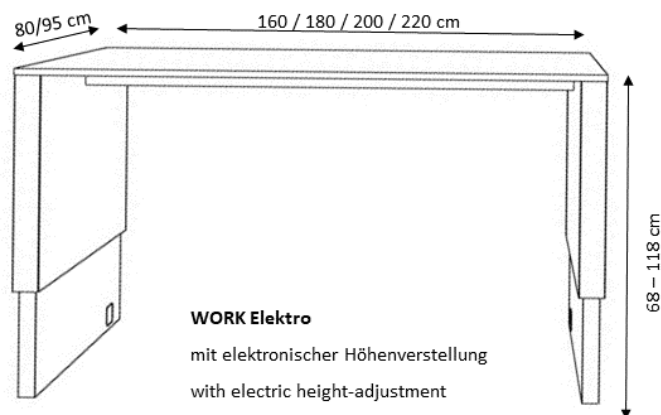 80/95 cm
160 / 180 / 200 / 220 cm
68 – 118 cm
WORK Elektro
mit elektronischer Höhenverstellung
with electric height-adjustment